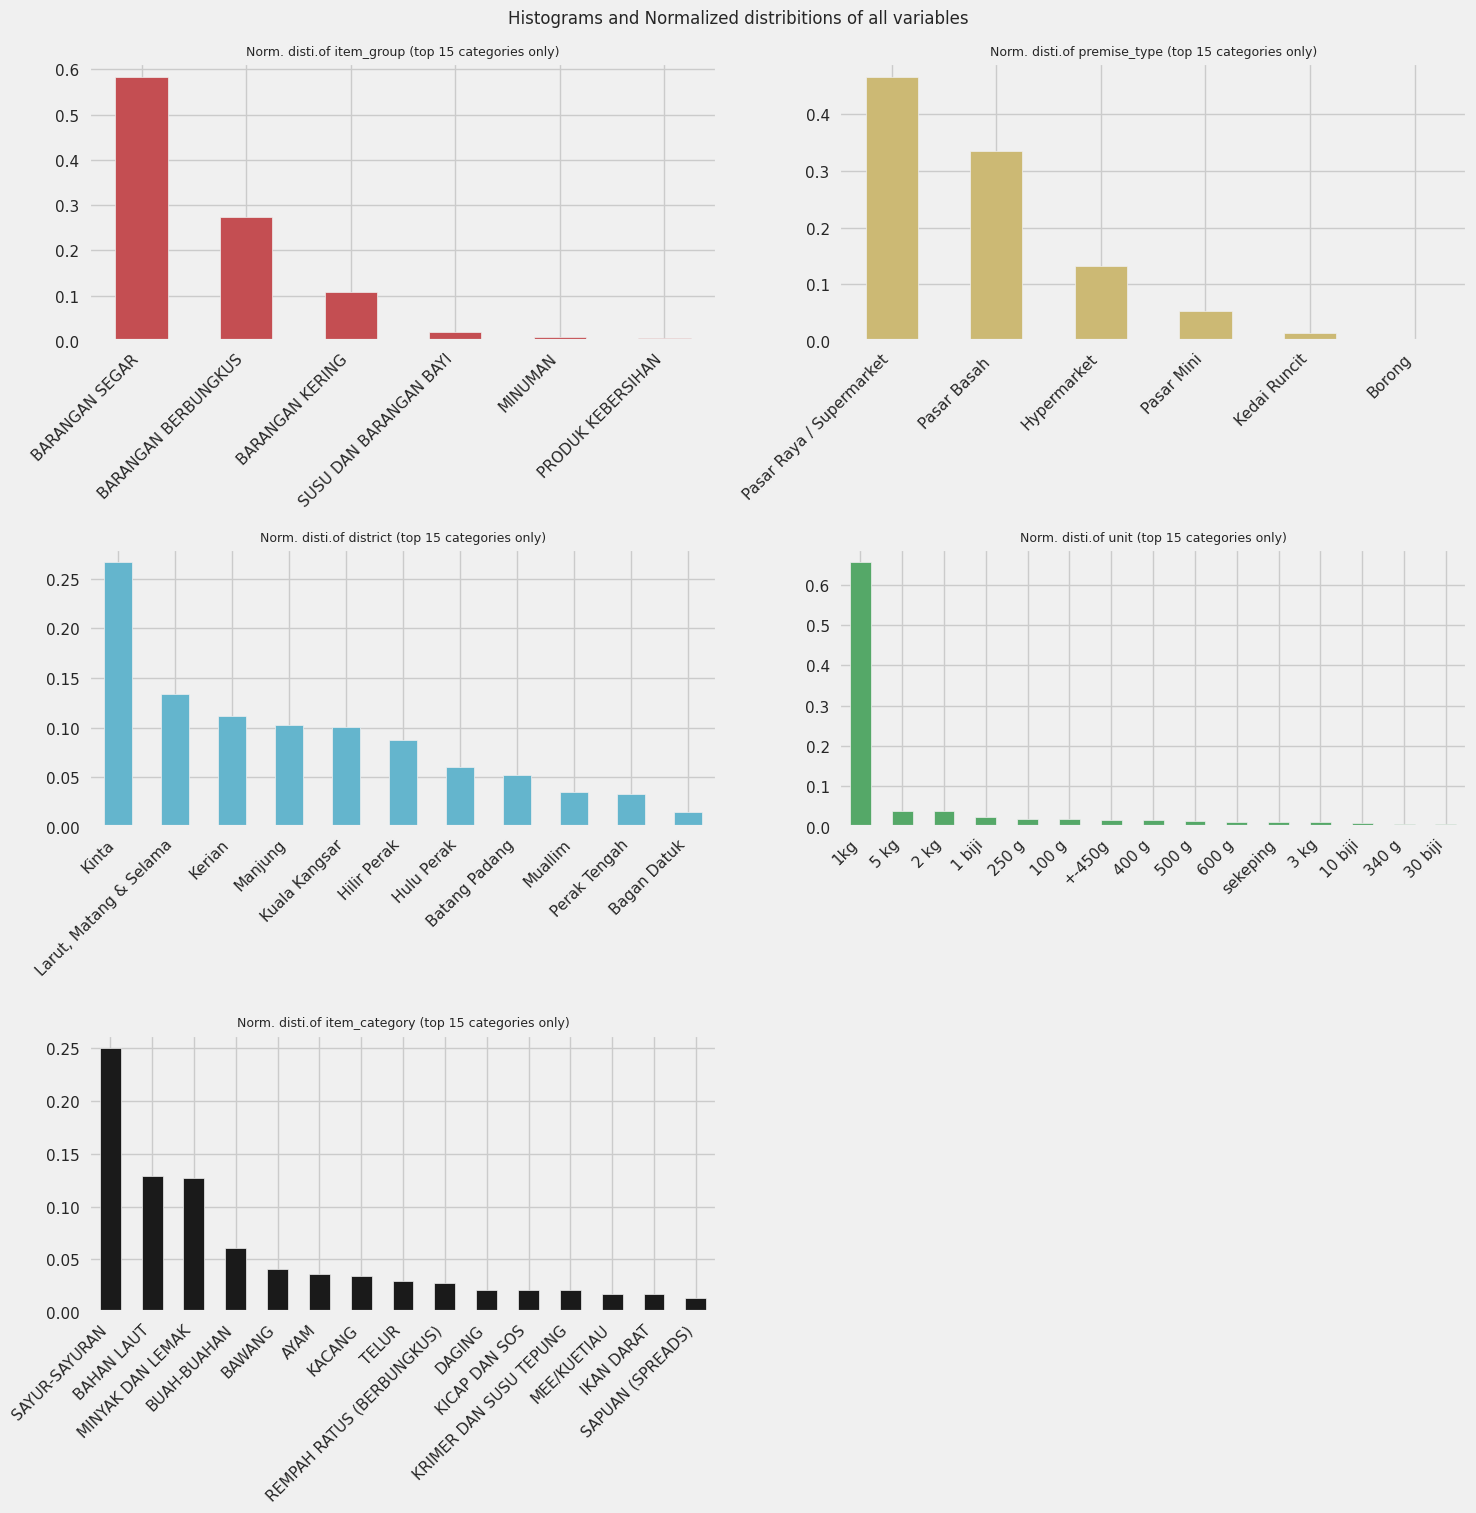 Histograms and Normalized distribitions of all variables
Norm. disti.of item_group (top 15 categories only)
0.6
0.5
0.4
0.3
0.2
0.1
0.0
BARANGAN SEGAR
BARANGAN BERBUNGKUS
BARANGAN KERING
SUSU DAN BARANGAN BAYI
MINUMAN
PRODUK KEBERSIHAN
Norm. disti.of premise_type (top 15 categories only)
0.4
0.3
0.2
0.1
0.0
Pasar Raya / Supermarket
Pasar Basah
Hypermarket
Pasar Mini
Kedai Runcit
Borong
Norm. disti.of district (top 15 categories only)
0.25
0.20
0.15
0.10
0.05
0.00
Kinta
Larut, Matang & Selama
Kerian
Manjung
Kuala Kangsar
Hilir Perak
Hulu Perak
Batang Padang
Muallim
Perak Tengah
Bagan Datuk
Norm. disti.of unit (top 15 categories only)
0.6
0.5
0.4
0.3
0.2
0.1
0.0
1kg
5 kg
2 kg
1 biji
250 g
100 g
+-450g
400 g
500 g
600 g
sekeping
3 kg
10 biji
340 g
30 biji
Norm. disti.of item_category (top 15 categories only)
0.25
0.20
0.15
0.10
0.05
0.00
SAYUR-SAYURAN
BAHAN LAUT
MINYAK DAN LEMAK
BUAH-BUAHAN
BAWANG
AYAM
KACANG
TELUR
REMPAH RATUS (BERBUNGKUS)
DAGING
KICAP DAN SOS
KRIMER DAN SUSU TEPUNG
MEE/KUETIAU
IKAN DARAT
SAPUAN (SPREADS)